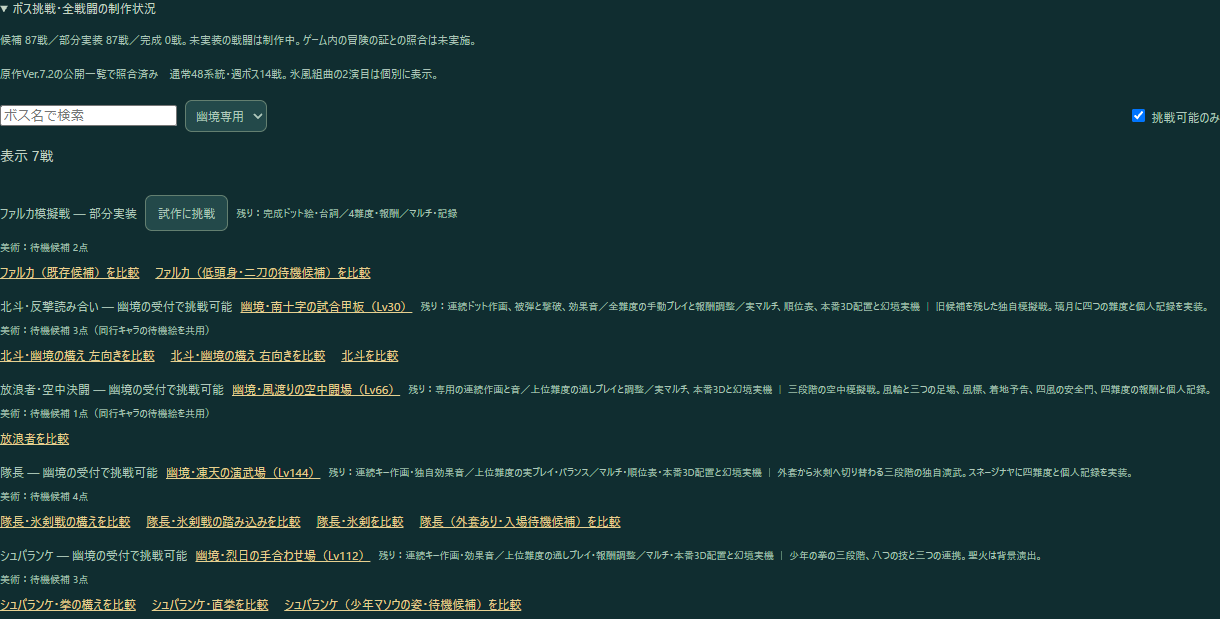 ▼ ボス挑戦・全戦闘の制作状況
候補 87戦／部分実装 87戦／完成 0戦。未実装の戦闘は制作中。ゲーム内の冒険の証との照合は未実施。
原作Ver.7.2の公開一覧で照合済み　通常48系統・週ボス14戦。氷風組曲の2演目は個別に表示。
ボス名で検索 幽境専用 挑戦可能のみ
表示 7戦
ファルカ模擬戦 — 部分実装 試作に挑戦 残り：完成ドット絵・台詞／4難度・報酬／マルチ・記録
美術：待機候補 2点
ファルカ（既存候補）を比較 ファルカ（低頭身・二刀の待機候補）を比較
北斗・反撃読み合い — 幽境の受付で挑戦可能 幽境・南十字の試合甲板（Lv30） 残り：連続ドット作画、被弾と撃破、効果音／全難度の手動プレイと報酬調整／実マルチ、順位表、本番3D配置と幻境実機 ｜ 旧候補を残した独自模擬戦。璃月に四つの難度と個人記録を実装。
美術：待機候補 3点（同行キャラの待機絵を共用）
北斗・幽境の構え 左向きを比較 北斗・幽境の構え 右向きを比較 北斗を比較
放浪者・空中決闘 — 幽境の受付で挑戦可能 幽境・風渡りの空中闘場（Lv66） 残り：専用の連続作画と音／上位難度の通しプレイと調整／実マルチ、本番3Dと幻境実機 ｜ 三段階の空中模擬戦。風輪と三つの足場、風標、着地予告、四風の安全門、四難度の報酬と個人記録。
美術：待機候補 1点（同行キャラの待機絵を共用）
放浪者を比較
隊長 — 幽境の受付で挑戦可能 幽境・凍天の演武場（Lv144） 残り：連続キー作画・独自効果音／上位難度の実プレイ・バランス／マルチ・順位表・本番3D配置と幻境実機 ｜ 外套から氷剣へ切り替わる三段階の独自演武。スネージナヤに四難度と個人記録を実装。
美術：待機候補 4点
隊長・氷剣戦の構えを比較 隊長・氷剣戦の踏み込みを比較 隊長・氷剣を比較 隊長（外套あり・入場待機候補）を比較
シュバランケ — 幽境の受付で挑戦可能 幽境・烈日の手合わせ場（Lv112） 残り：連続キー作画・効果音／上位難度の通しプレイ・報酬調整／マルチ・本番3D配置と幻境実機 ｜ 少年の拳の三段階、八つの技と三つの連携。聖火は背景演出。
美術：待機候補 3点
シュバランケ・拳の構えを比較 シュバランケ・直拳を比較 シュバランケ（少年マソウの姿・待機候補）を比較